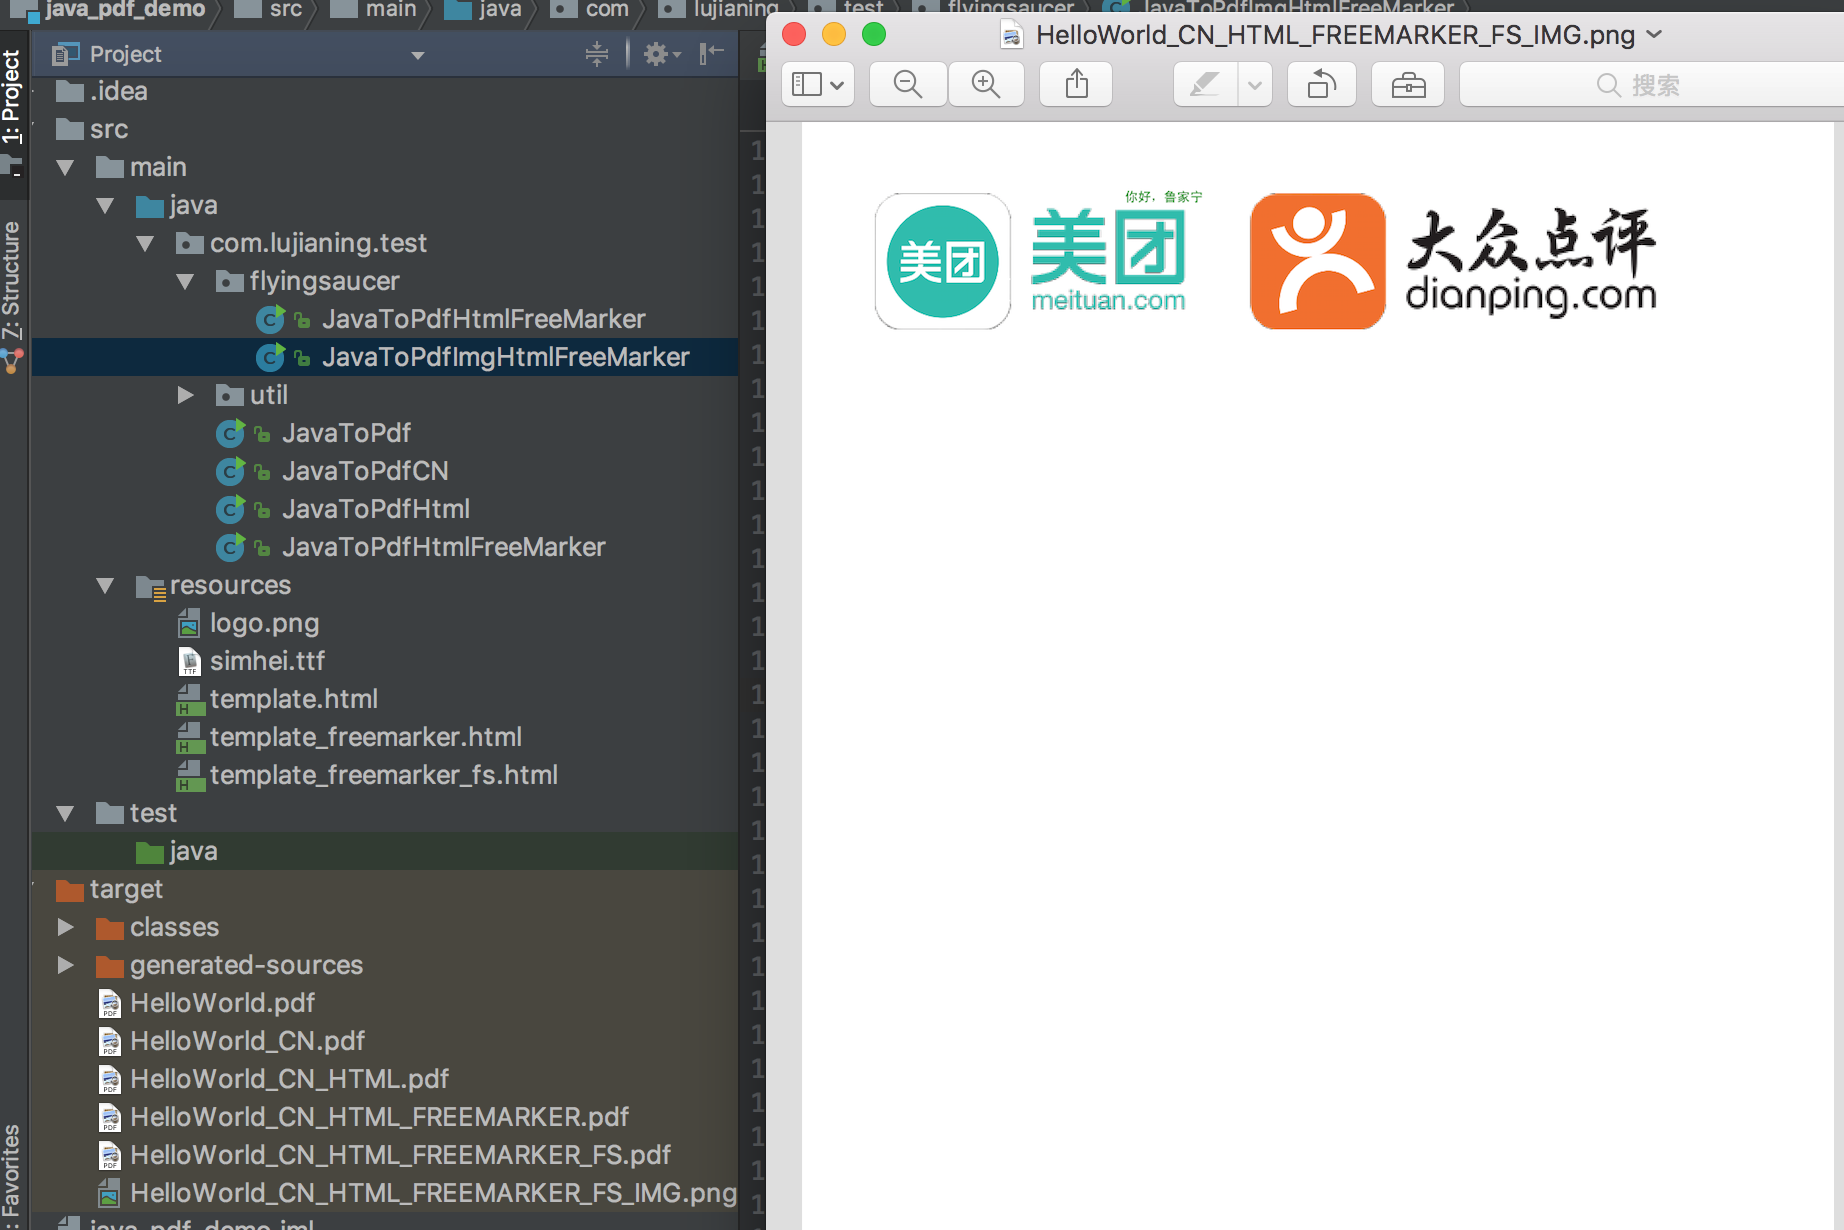 java_pdf_demo src main java com lujianing test flyingsaucer JavaToPdfImgHtmlFreeMarker
Project
1: Project
7: Structure
: Favorites
.idea
src
main
java
com.lujianing.test
flyingsaucer
JavaToPdfHtmlFreeMarker
JavaToPdfImgHtmlFreeMarker
util
JavaToPdf
JavaToPdfCN
JavaToPdfHtml
JavaToPdfHtmlFreeMarker
resources
logo.png
simhei.ttf
template.html
template_freemarker.html
template_freemarker_fs.html
test
java
target
classes
generated-sources
HelloWorld.pdf
HelloWorld_CN.pdf
HelloWorld_CN_HTML.pdf
HelloWorld_CN_HTML_FREEMARKER.pdf
HelloWorld_CN_HTML_FREEMARKER_FS.pdf
HelloWorld_CN_HTML_FREEMARKER_FS_IMG.png
java_pdf_demo.iml
HelloWorld_CN_HTML_FREEMARKER_FS_IMG.png
搜索
你好，鲁家宁
美团
美团
meituan.com
大众点评
dianping.com